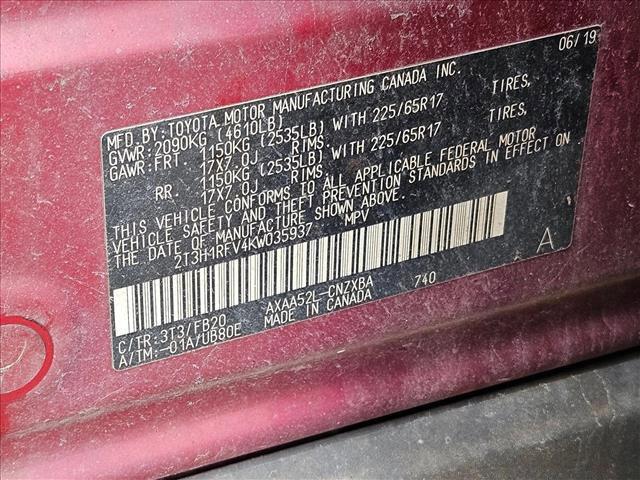 06/19
MFD.BY:TOYOTA MOTOR MANUFACTURING CANADA INC.
GVWR:2090KG (4610LB)
GAWR:FRT 1150KG (2535LB) WITH 225/65R17 TIRES,
17X7.0J RIMS.
RR. 1150KG (2535LB) WITH 225/65R17 TIRES,
17X7.0J RIMS.
THIS VEHICLE CONFORMS TO ALL APPLICABLE FEDERAL MOTOR
VEHICLE SAFETY AND THEFT PREVENTION STANDARDS IN EFFECT ON
THE DATE OF MANUFACTURE SHOWN ABOVE.
2T3H1RFV4KW035937 MPV
A
C/TR:3T3/FB20 AXAA52L-CNZXBA 740
A/TM:-01A/UB80E MADE IN CANADA